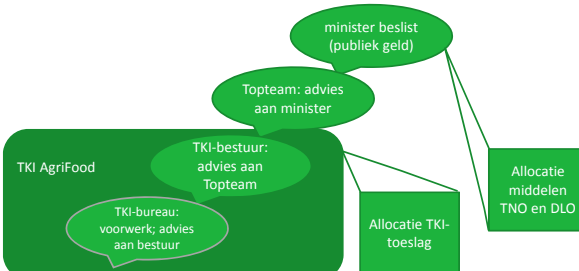 minister beslist
(publiek geld)
Topteam: advies
aan minister
TKI-bestuur:
advies aan
Topteam
TKI AgriFood
TKI-bureau:
voorwerk; advies
aan bestuur
Allocatie TKI-
toeslag
Allocatie
middelen
TNO en DLO